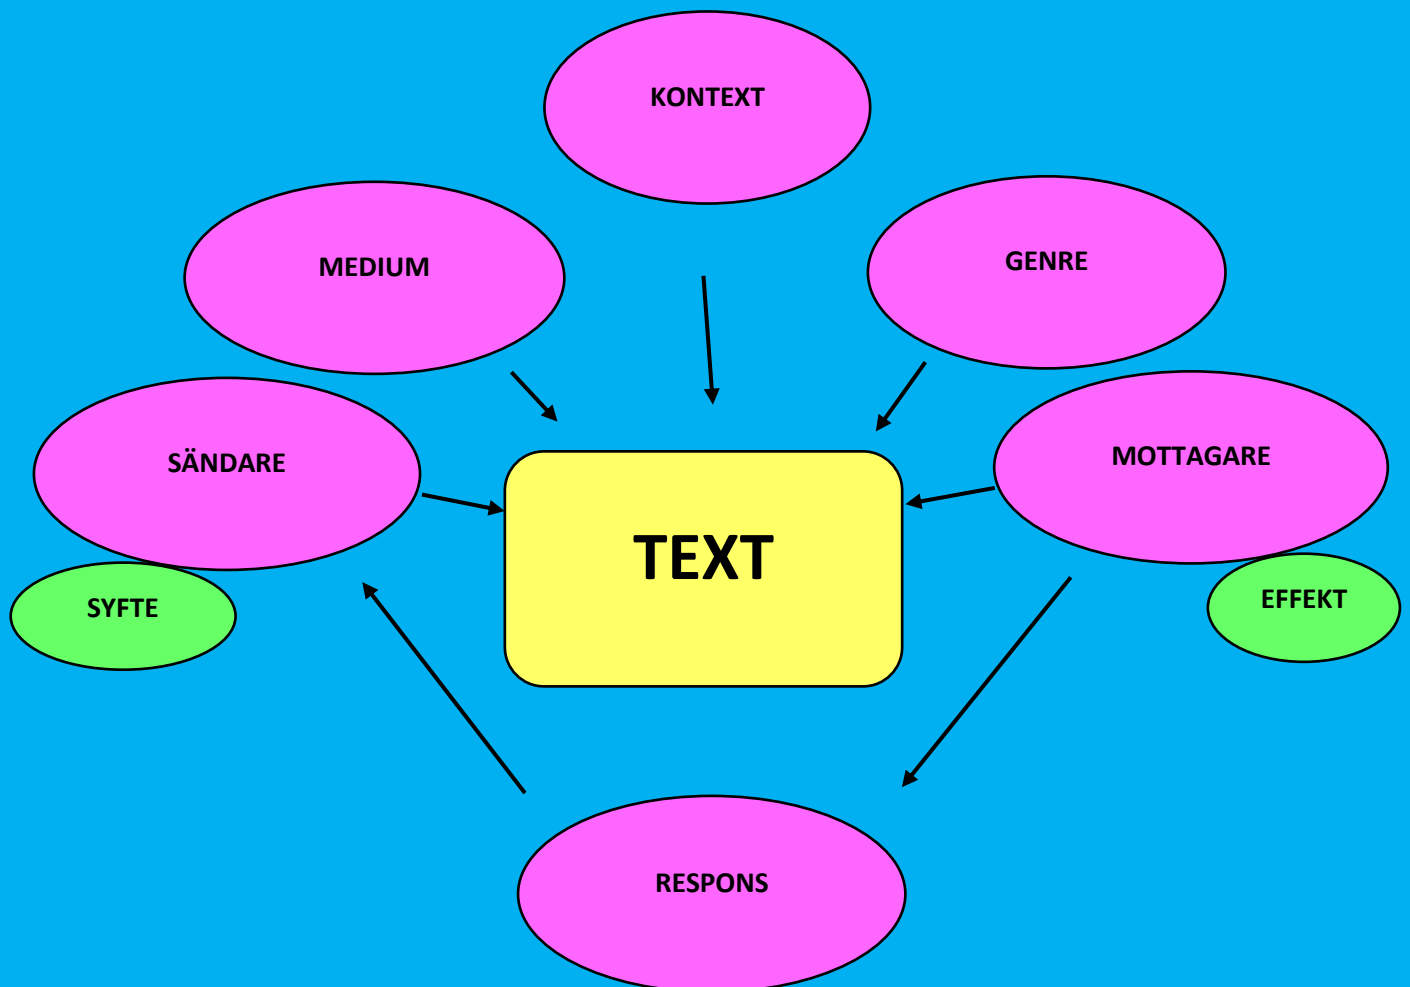 KONTEXT
MEDIUM
GENRE
SÄNDARE
MOTTAGARE
TEXT
SYFTE
EFFEKT
RESPONS